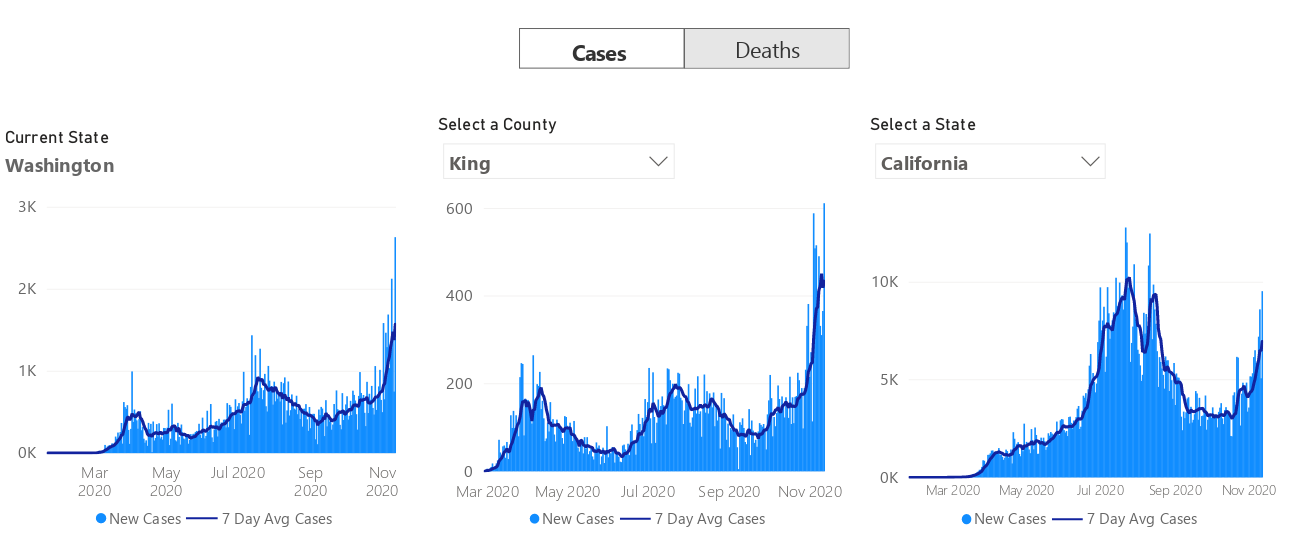 Cases Deaths
Current State
Washington
Select a County
King
Select a State
California
3K
2K
1K
0K
Mar 2020
May 2020
Jul 2020
Sep 2020
Nov 2020
New Cases 7 Day Avg Cases
600
400
200
0
Mar 2020 May 2020 Jul 2020 Sep 2020 Nov 2020
New Cases 7 Day Avg Cases
10K
5K
0K
Mar 2020 May 2020 Jul 2020 Sep 2020 Nov 2020
New Cases 7 Day Avg Cases